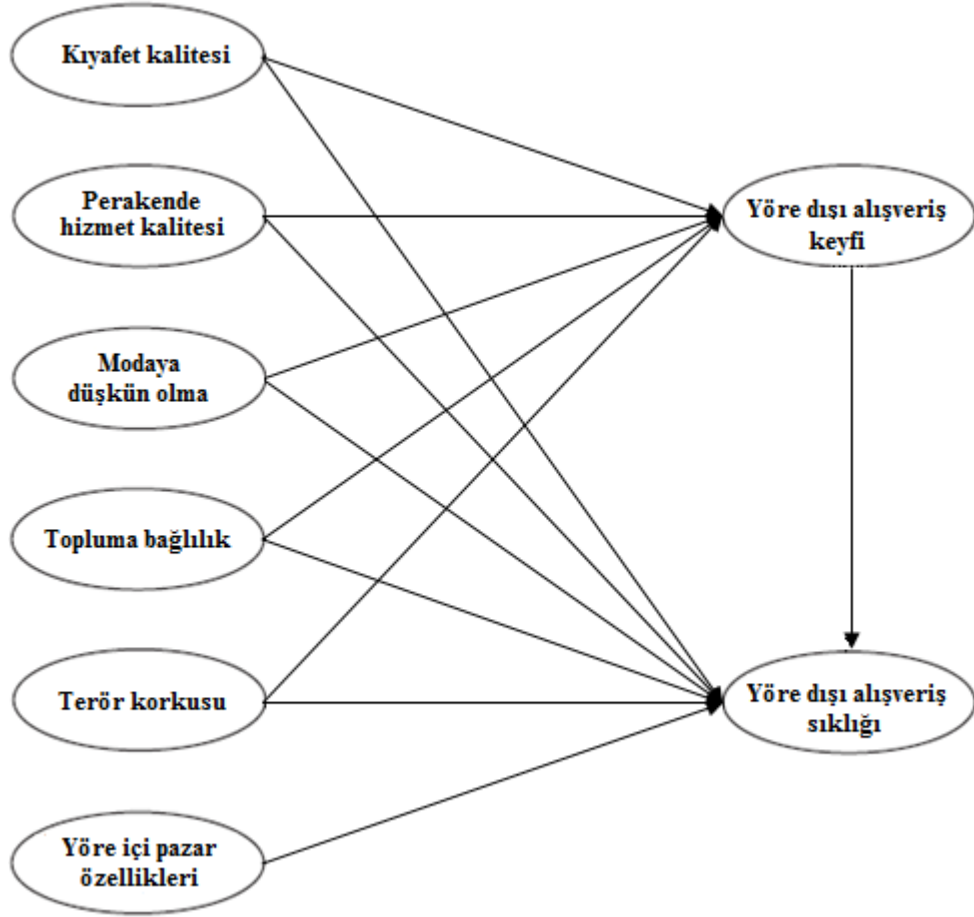 Kıyafet kalitesi
Perakende
hizmet kalitesi
Modaya
düşkün olma
Topluma bağlılık
Terör korkusu
Yöre içi pazar
özellikleri
Yöre dışı alışveriş
keyfi
Yöre dışı alışveriş
sıklığı